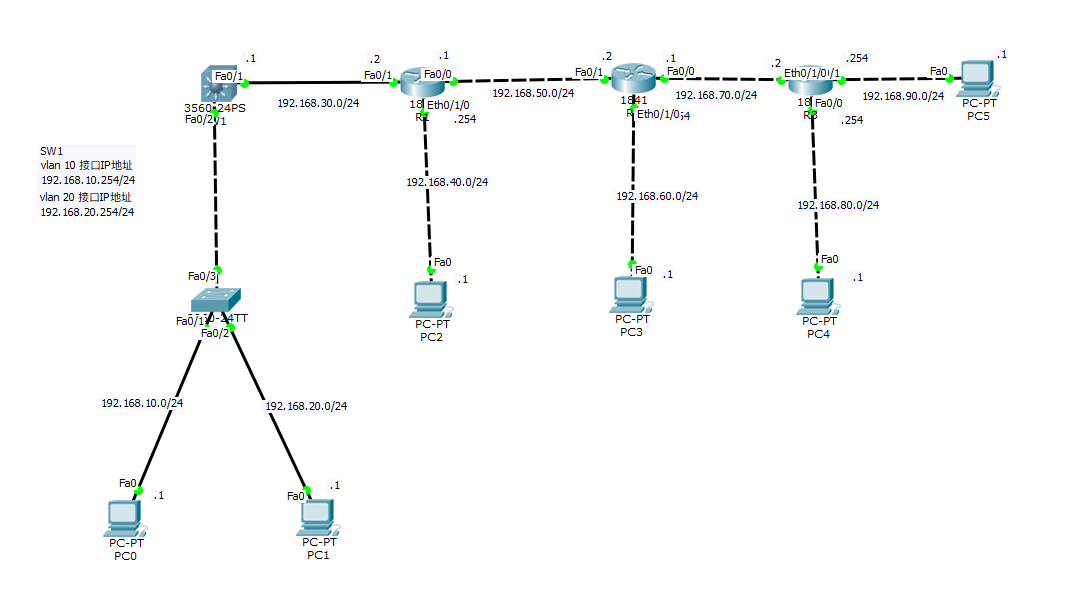 .1
Fa0/1
3560-24PS
Fa0/2
192.168.30.0/24
.2
Fa0/1
.1
Fa0/0
Eth0/1/0
R1
.254
192.168.50.0/24
.2
Fa0/1
.1
Fa0/0
1841
Eth0/1/0
192.168.70.0/24
.2
Eth0/1/0
.254
Fa0/0
R3
.254
192.168.90.0/24
Fa0
.1
PC-PT
PC5
SW1
vlan 10 接口IP地址
192.168.10.254/24
vlan 20 接口IP地址
192.168.20.254/24
192.168.40.0/24
192.168.60.0/24
192.168.80.0/24
Fa0
.1
PC-PT
PC2
Fa0
.1
PC-PT
PC3
Fa0
.1
PC-PT
PC4
Fa0/3
Fa0/1
Fa0/2
192.168.10.0/24
192.168.20.0/24
Fa0
.1
PC-PT
PC0
Fa0
.1
PC-PT
PC1